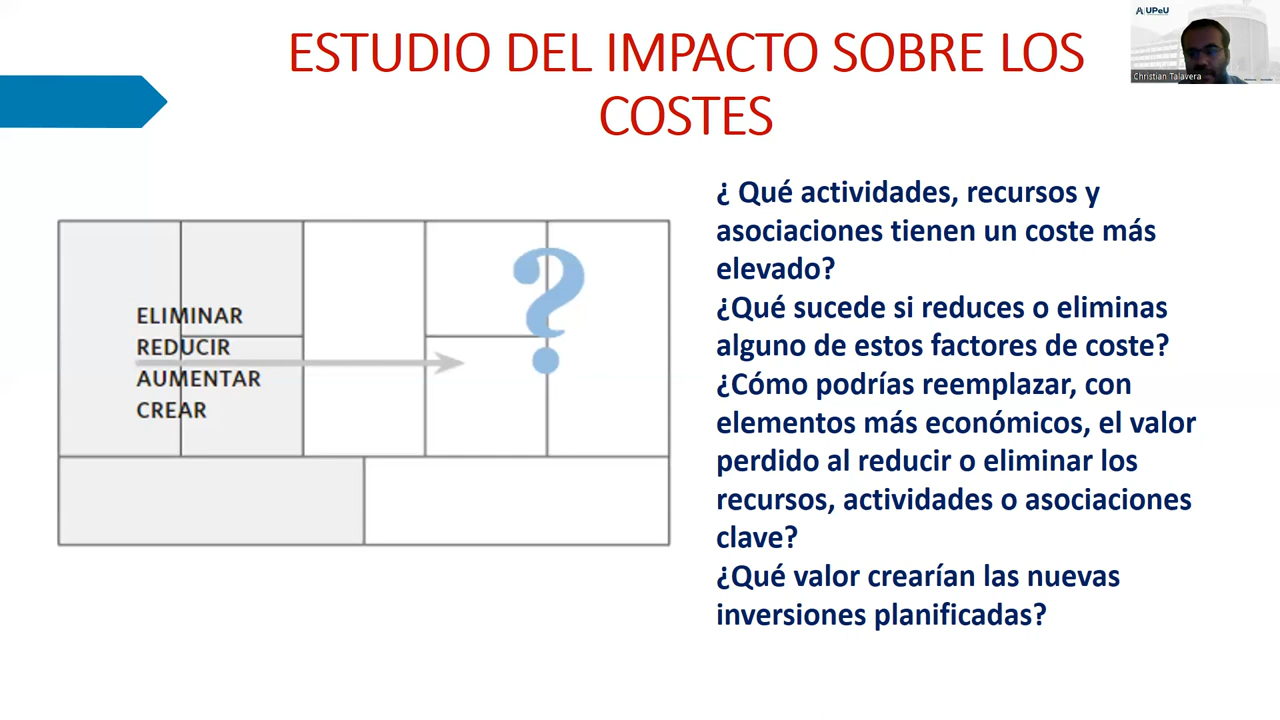 ESTUDIO DEL IMPACTO SOBRE LOS
COSTES
UPeU
Christian Talavera
ELIMINAR
REDUCIR
AUMENTAR
CREAR
?
¿ Qué actividades, recursos y
asociaciones tienen un coste más
elevado?
¿Qué sucede si reduces o eliminas
alguno de estos factores de coste?
¿Cómo podrías reemplazar, con
elementos más económicos, el valor
perdido al reducir o eliminar los
recursos, actividades o asociaciones
clave?
¿Qué valor crearían las nuevas
inversiones planificadas?